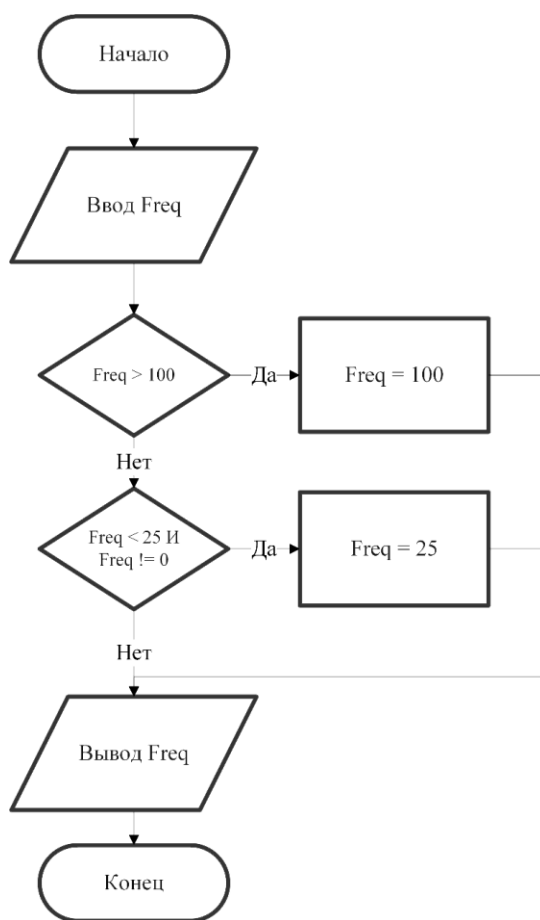 Начало
Ввод Freq
Freq > 100
Да
Freq = 100
Нет
Freq < 25 И
Freq != 0
Да
Freq = 25
Нет
Вывод Freq
Конец